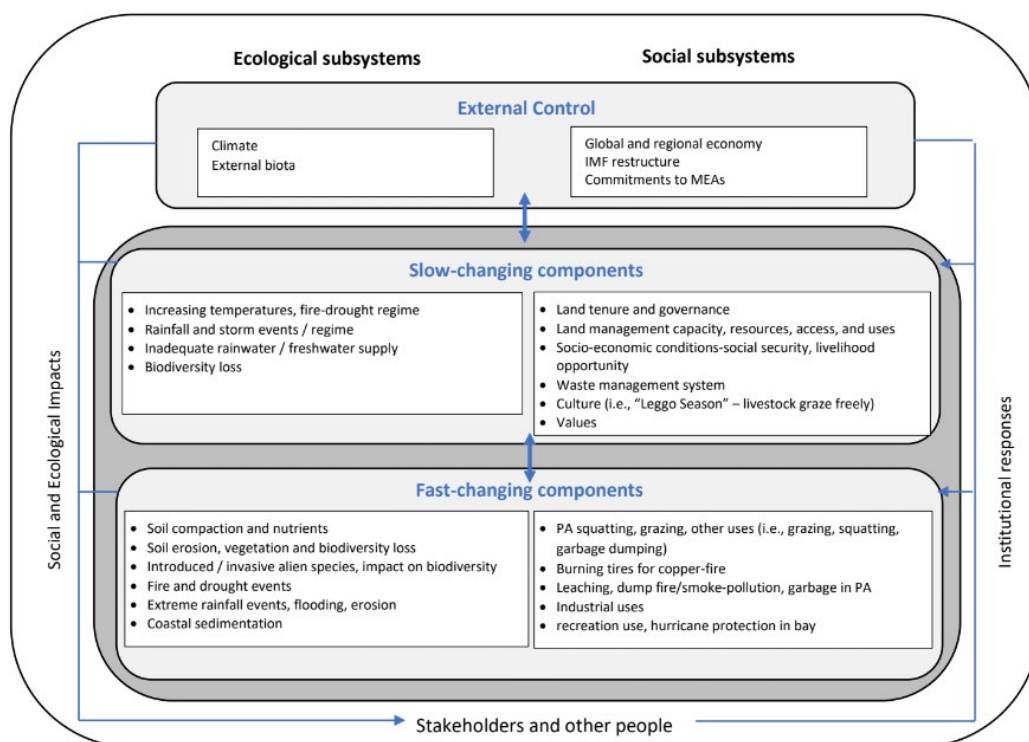 Ecological subsystems
Social subsystems
External Control
Climate
External biota
Global and regional economy
IMF restructure
Commitments to MEAs
Slow-changing components
• Increasing temperatures, fire-drought regime
• Rainfall and storm events / regime
• Inadequate rainwater / freshwater supply
• Biodiversity loss
• Land tenure and governance
• Land management capacity, resources, access, and uses
• Socio-economic conditions-social security, livelihood
opportunity
• Waste management system
• Culture (i.e., “Leggo Season” – livestock graze freely)
• Values
Fast-changing components
• Soil compaction and nutrients
• Soil erosion, vegetation and biodiversity loss
• Introduced / invasive alien species, impact on biodiversity
• Fire and drought events
• Extreme rainfall events, flooding, erosion
• Coastal sedimentation
• PA squatting, grazing, other uses (i.e., grazing, squatting,
garbage dumping)
• Burning tires for copper-fire
• Leaching, dump fire/smoke-pollution, garbage in PA
• Industrial uses
• recreation use, hurricane protection in bay
Social and Ecological Impacts
Institutional responses
Stakeholders and other people